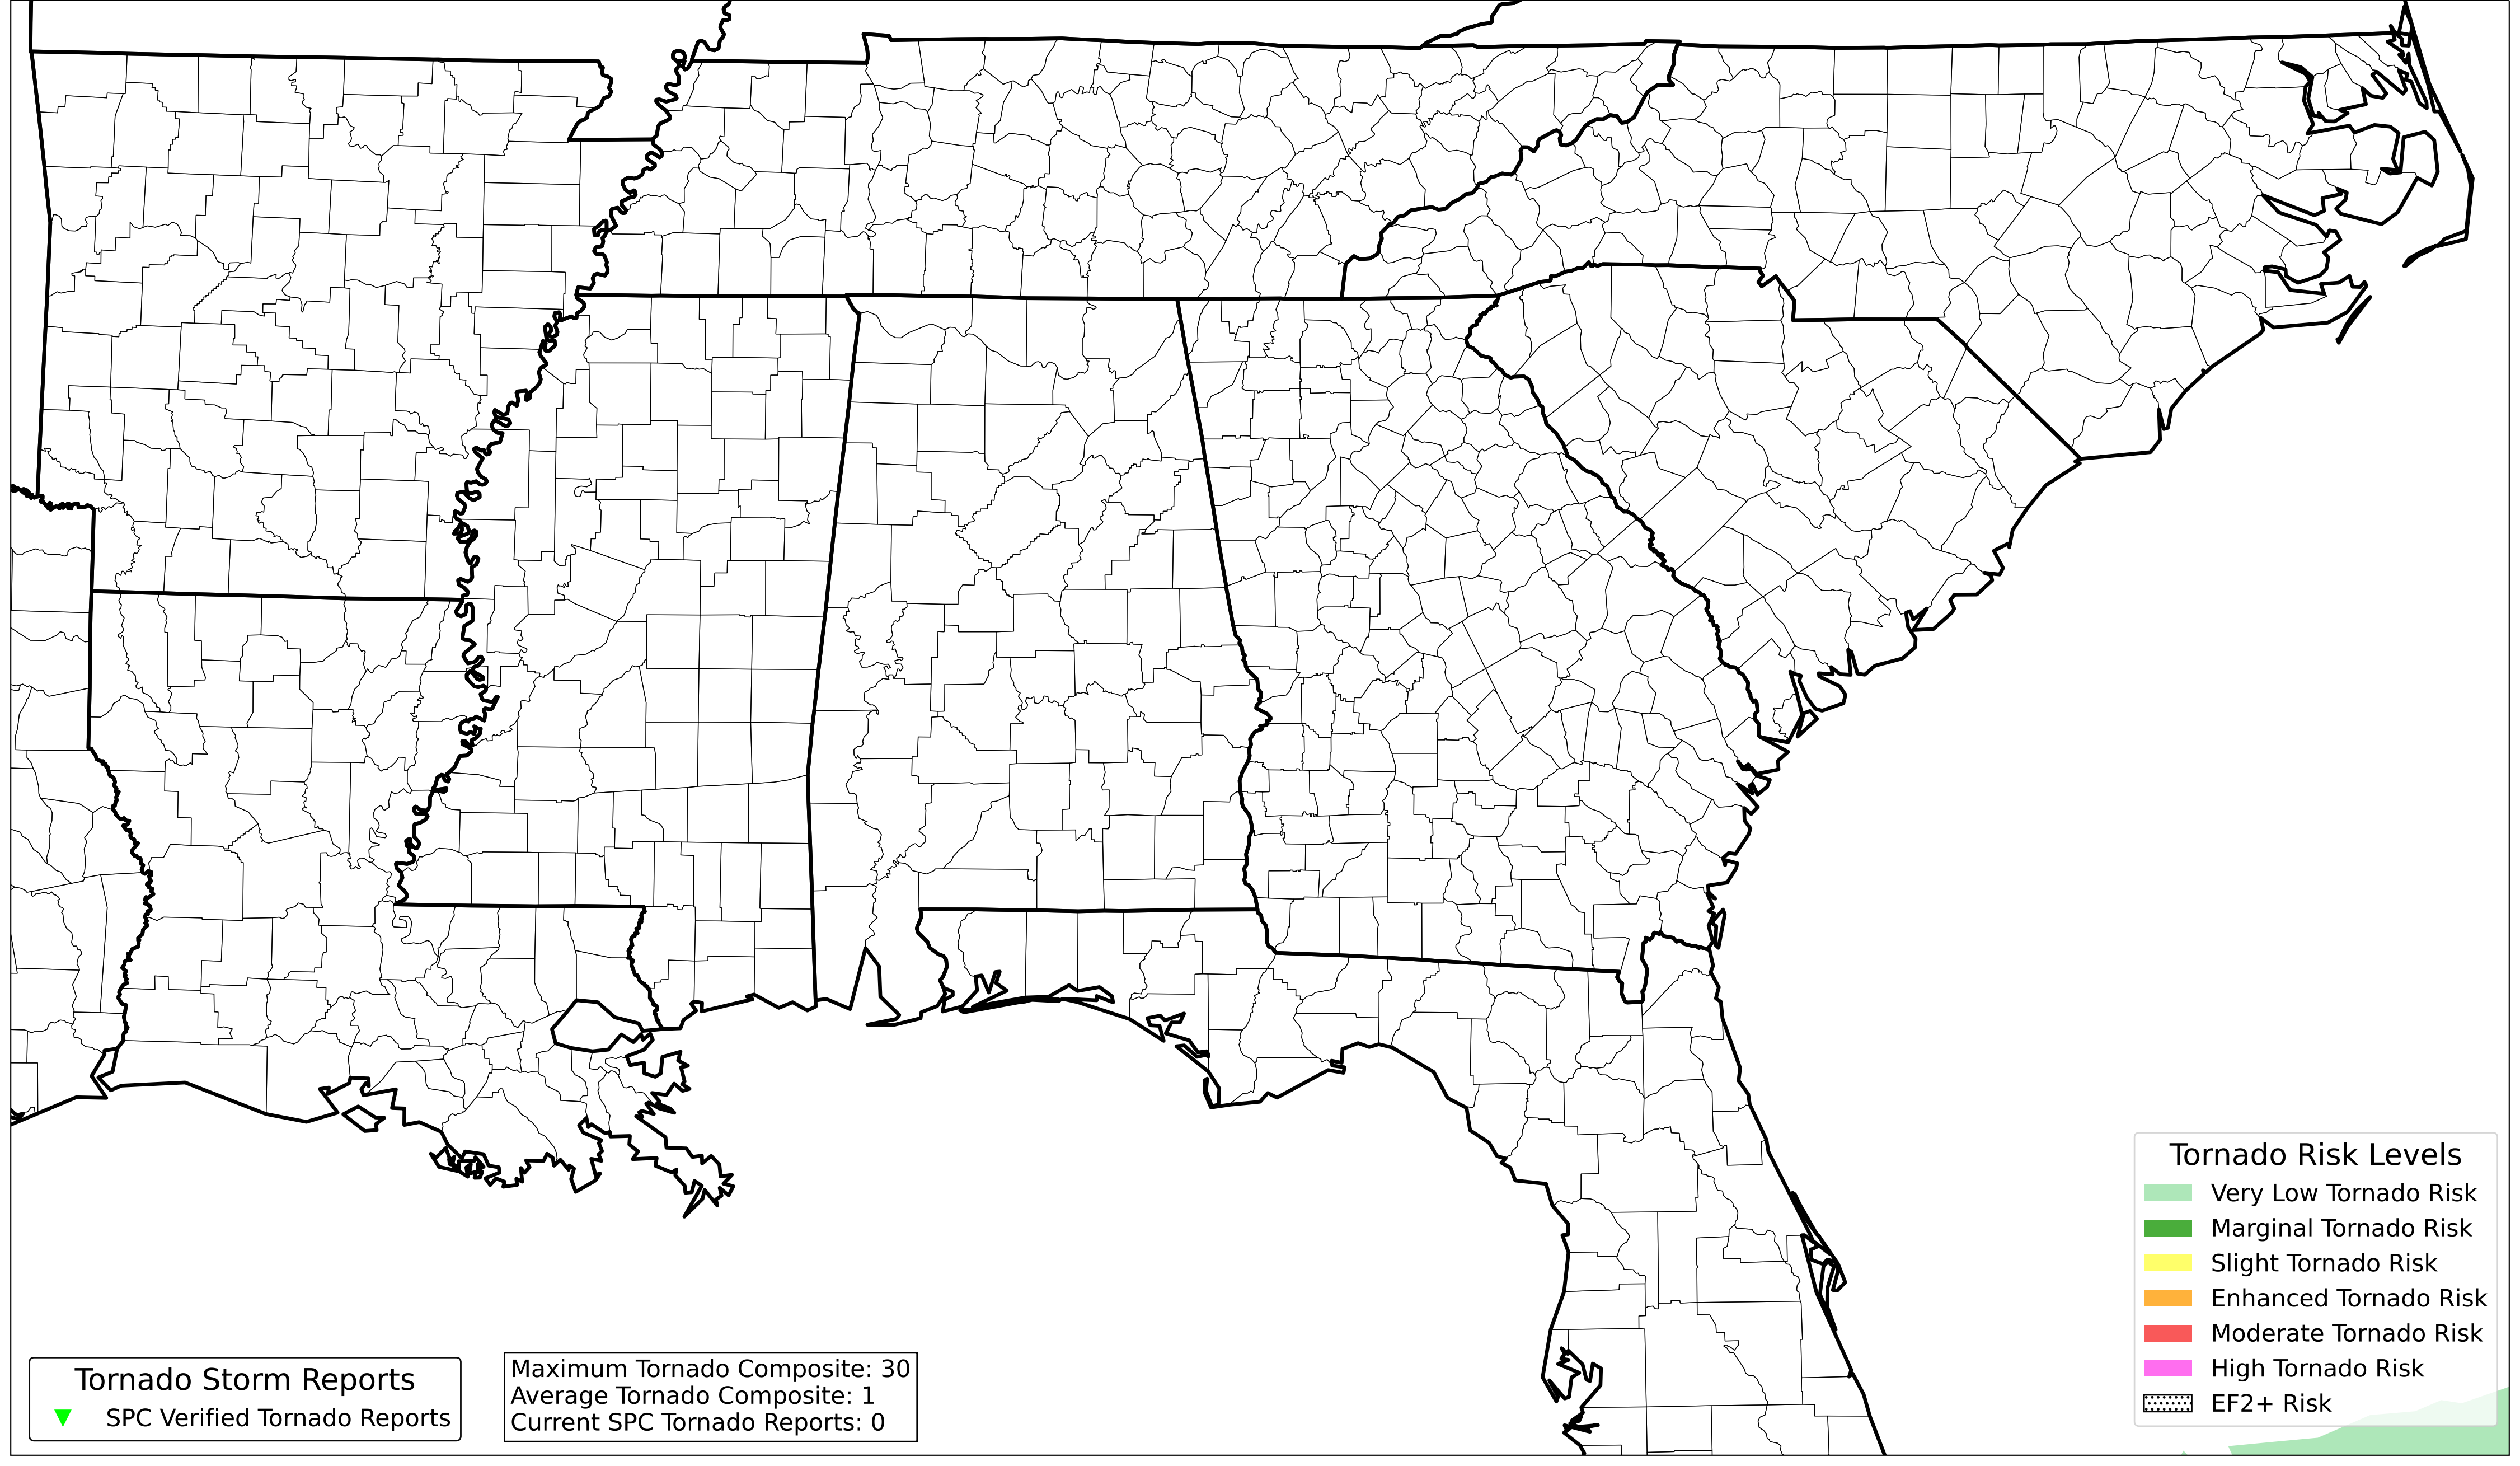 Tornado Risk Levels
Very Low Tornado Risk
Marginal Tornado Risk
Slight Tornado Risk
Enhanced Tornado Risk
Moderate Tornado Risk
High Tornado Risk
EF2+ Risk
Tornado Storm Reports
SPC Verified Tornado Reports
Maximum Tornado Composite: 30
Average Tornado Composite: 1
Current SPC Tornado Reports: 0